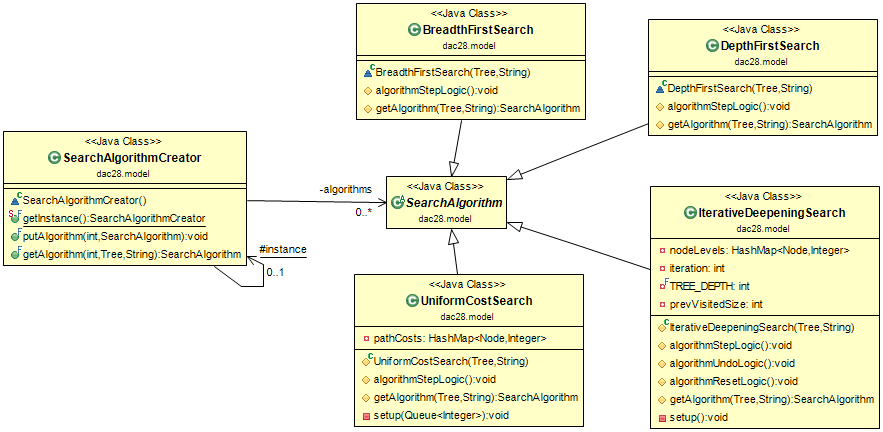 <<Java Class>>
BreadthFirstSearch
dac28.model
BreadthFirstSearch(Tree,String)
algorithmStepLogic():void
getAlgorithm(Tree,String):SearchAlgorithm
<<Java Class>>
DepthFirstSearch
dac28.model
DepthFirstSearch(Tree,String)
algorithmStepLogic():void
getAlgorithm(Tree,String):SearchAlgorithm
<<Java Class>>
SearchAlgorithmCreator
dac28.model
SearchAlgorithmCreator()
getInstance():SearchAlgorithmCreator
putAlgorithm(int,SearchAlgorithm):void
getAlgorithm(int,Tree,String):SearchAlgorithm
-algorithms
0..*
#instance
0..1
<<Java Class>>
SearchAlgorithm
dac28.model
<<Java Class>>
IterativeDeepeningSearch
dac28.model
nodeLevels: HashMap<Node,Integer>
iteration: int
TREE_DEPTH: int
prevVisitedSize: int
IterativeDeepeningSearch(Tree,String)
algorithmStepLogic():void
algorithmUndoLogic():void
algorithmResetLogic():void
getAlgorithm(Tree,String):SearchAlgorithm
setup():void
<<Java Class>>
UniformCostSearch
dac28.model
pathCosts: HashMap<Node,Integer>
UniformCostSearch(Tree,String)
algorithmStepLogic():void
getAlgorithm(Tree,String):SearchAlgorithm
setup(Queue<Integer>):void